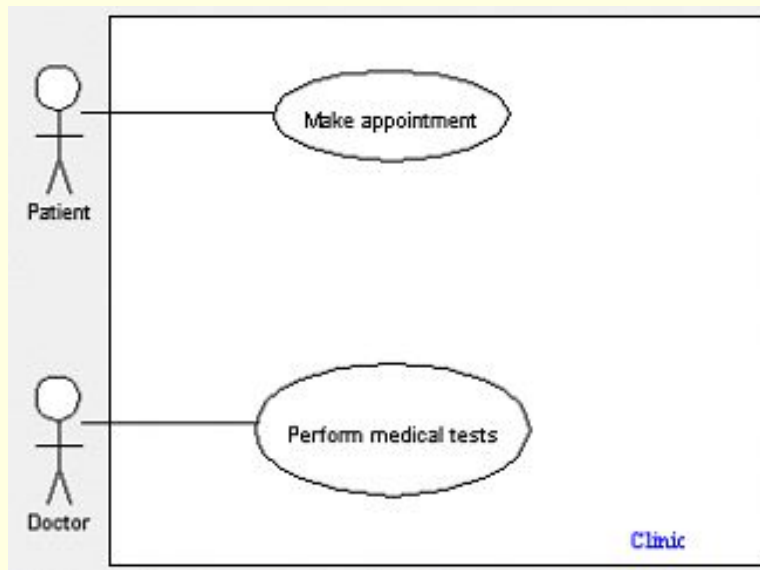 Make appointment
Patient
Perform medical tests
Doctor
Clinic